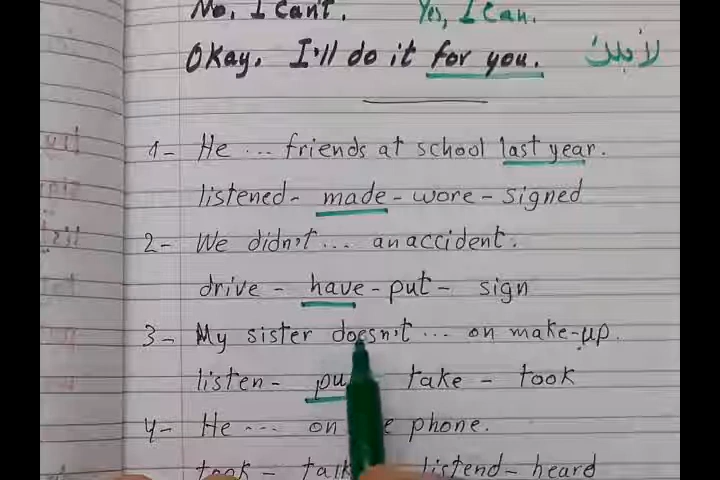 No, I can't. Yes, I can.
Okay. I'll do it for you. لأجلك
1- He ... friends at school last year.
listened - made - wore - signed
2- We didn't ... an accident.
drive - have - put - sign
3- My sister doesn't ... on make-up.
listen - take - took
4- He ... on phone.
took - listend - heard